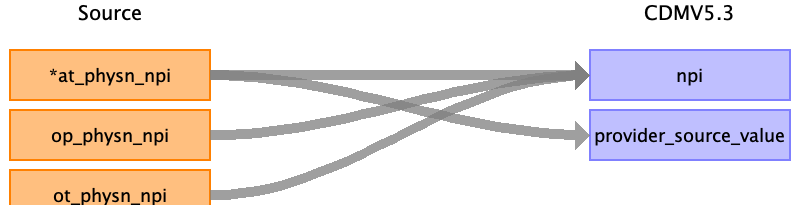 Source
CDMV5.3
*at_physn_npi
npi
op_physn_npi
provider_source_value
ot_physn_npi